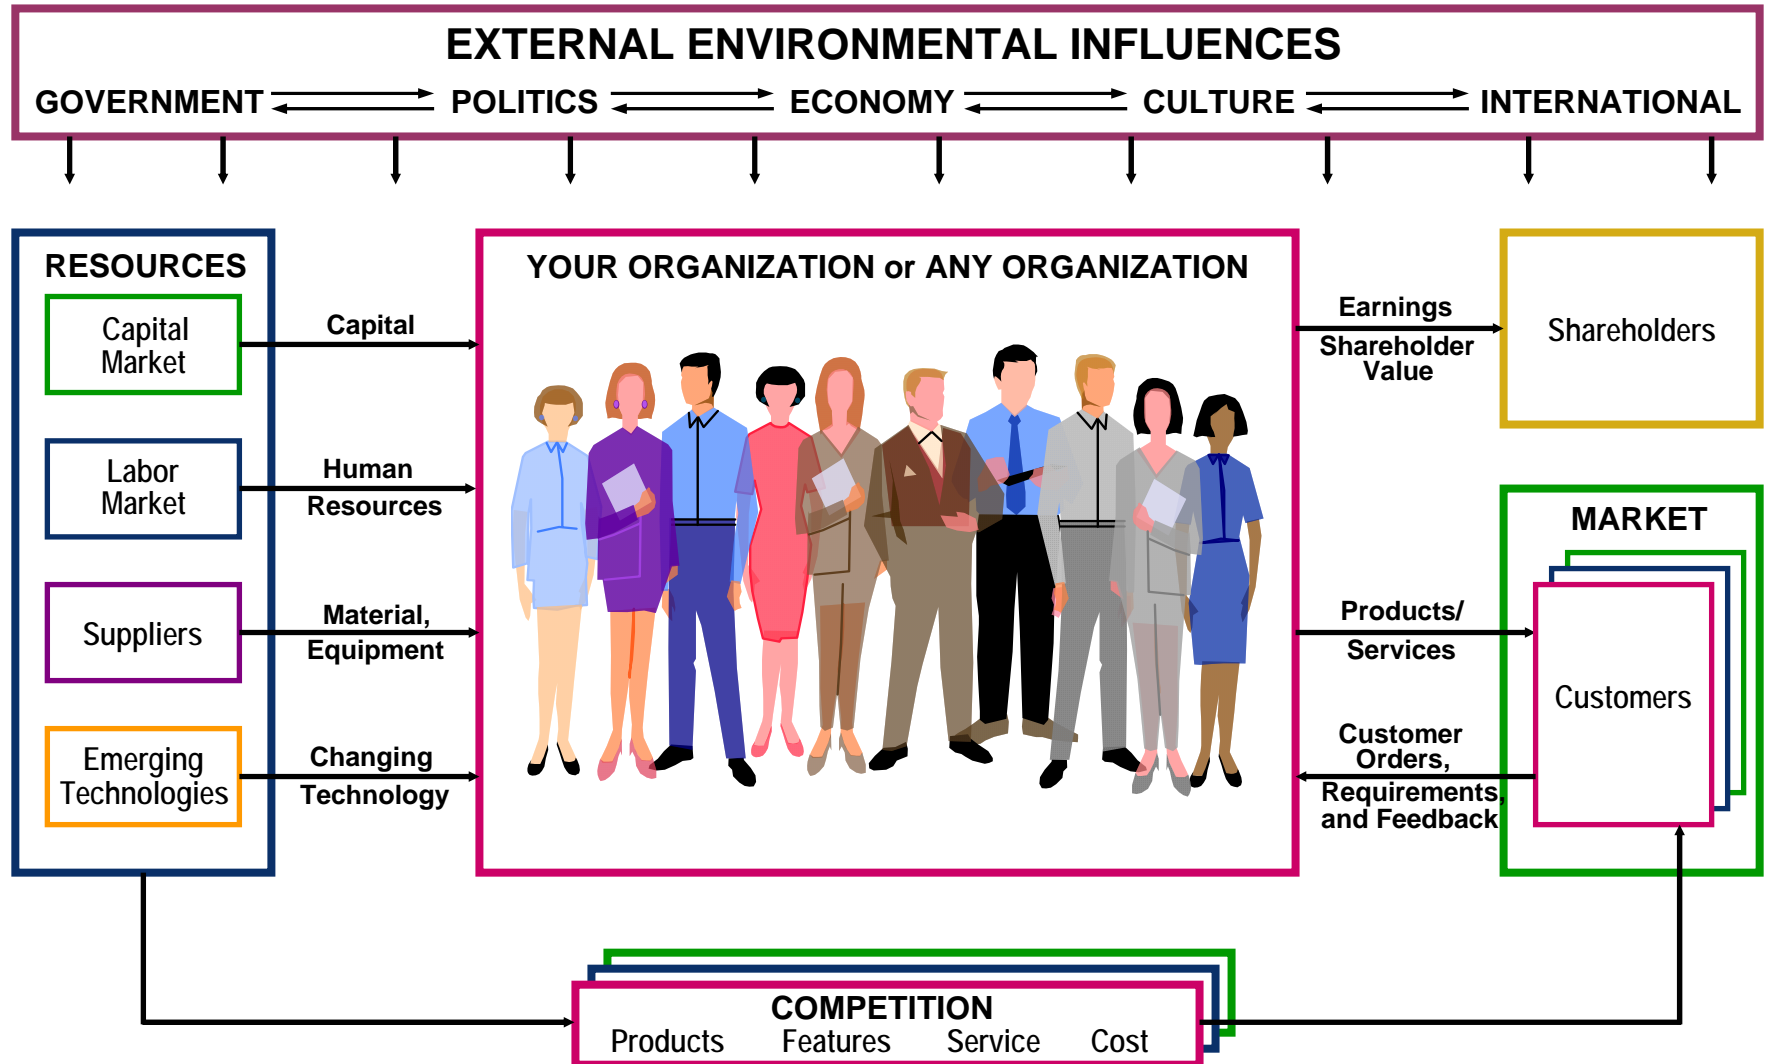 EXTERNAL ENVIRONMENTAL INFLUENCES
GOVERNMENT POLITICS ECONOMY CULTURE INTERNATIONAL
RESOURCES
Capital
Market
Labor
Market
Suppliers
Emerging
Technologies
Capital
Human
Resources
Material,
Equipment
Changing
Technology
YOUR ORGANIZATION or ANY ORGANIZATION
Earnings
Shareholder
Value
Shareholders
Products/
Services
Customer
Orders,
Requirements,
and Feedback
MARKET
Customers
COMPETITION
Products Features Service Cost